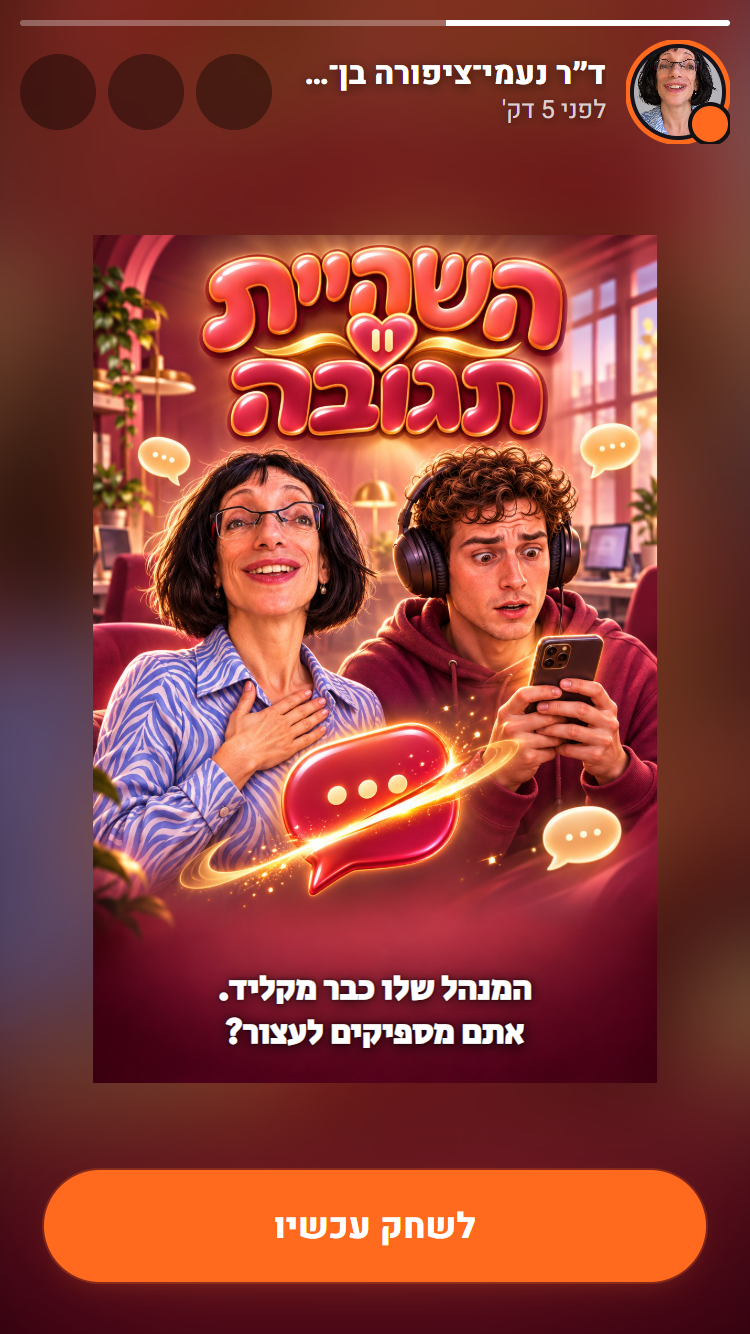 ד״ר נעמי־ציפורה בן־...
לפני 5 דק'
השהיית
תגובה
המנהל שלו כבר מקליד.
אתם מספיקים לעצור?
לשחק עכשיו